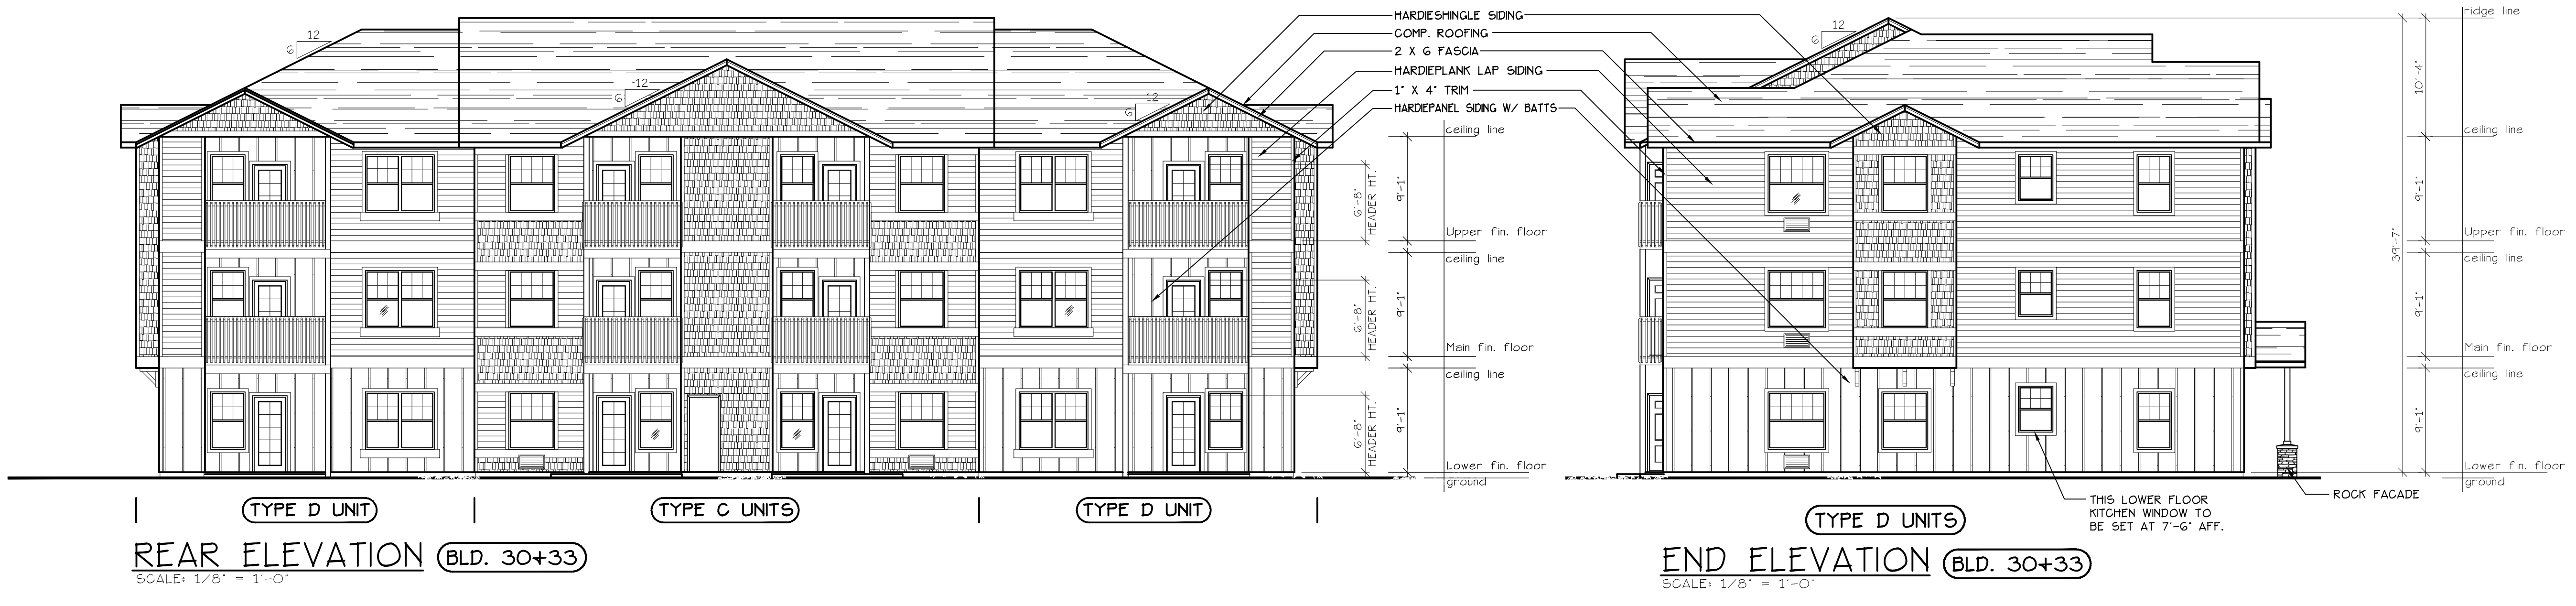 HARDIESHINGLE SIDING
COMP. ROOFING
2 X 6 FASCIA
HARDIEPLANK LAP SIDING
1" X 4" TRIM
HARDIEPANEL SIDING W/ BATTS
12
6
12
6
12
6
ceiling line
6'-8"
HEADER HT.
9'-1"
Upper fin. floor
ceiling line
6'-8"
HEADER HT.
9'-1"
Main fin. floor
ceiling line
6'-8"
HEADER HT.
9'-1"
Lower fin. floor
ground
TYPE D UNIT
TYPE C UNITS
TYPE D UNIT
REAR ELEVATION
BLD. 30+33
SCALE: 1/8" = 1'-0"
12
6
ridge line
10'-4"
ceiling line
9'-1"
39'-7"
Upper fin. floor
ceiling line
9'-1"
Main fin. floor
ceiling line
9'-1"
Lower fin. floor
ground
ROCK FACADE
THIS LOWER FLOOR
KITCHEN WINDOW TO
BE SET AT 7'-6" AFF.
TYPE D UNITS
END ELEVATION
BLD. 30+33
SCALE: 1/8" = 1'-0"